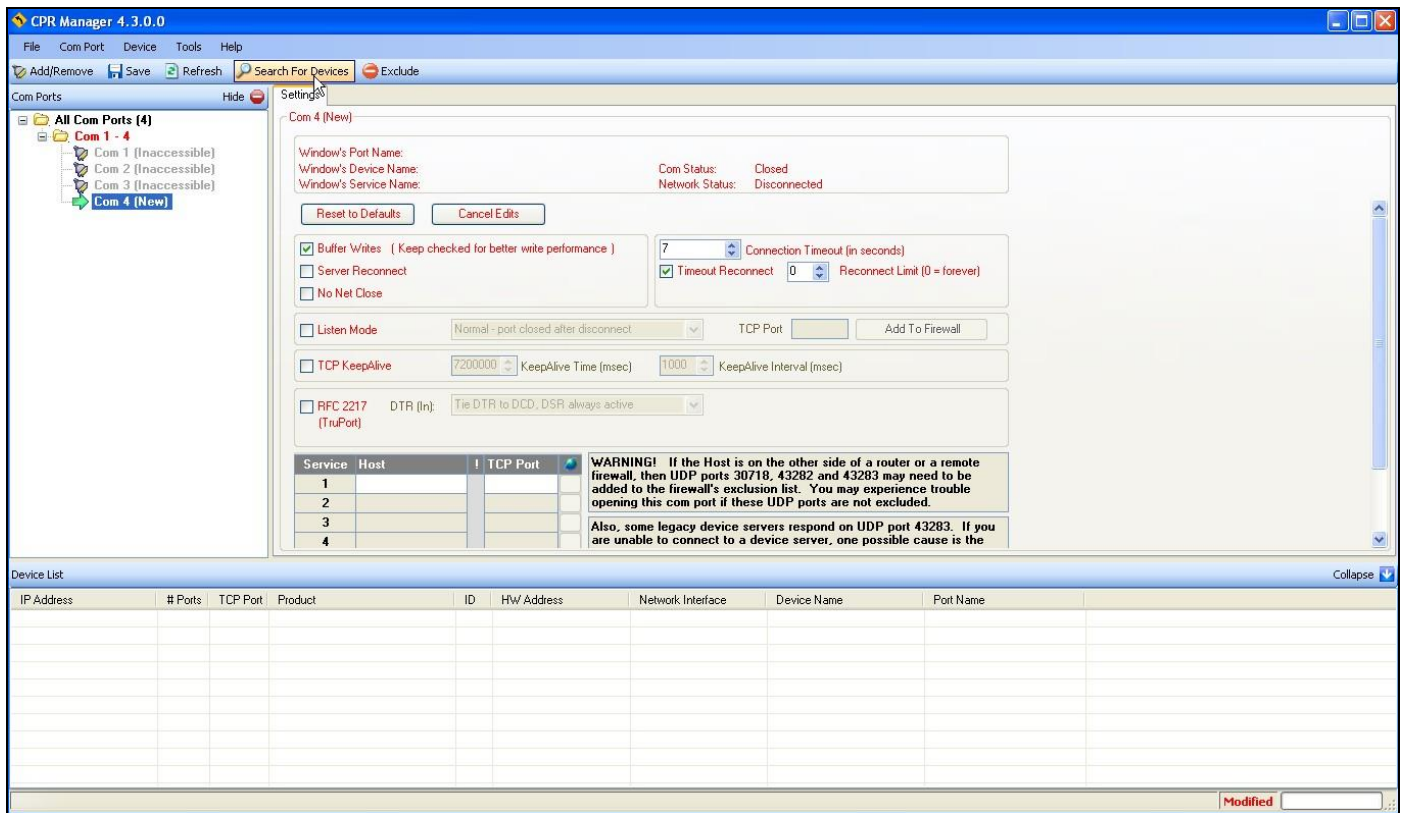 CPR Manager 4.3.0.0
File Com Port Device Tools Help
Add/Remove Save Refresh Search For Devices Exclude
Com Ports Hide
Settings
All Com Ports (4)
Com 1 - 4
Com 1 (Inaccessible)
Com 2 (Inaccessible)
Com 3 (Inaccessible)
Com 4 (New)
Com 4 (New)
Window's Port Name:
Window's Device Name: Com Status: Closed
Window's Service Name: Network Status: Disconnected
Reset to Defaults Cancel Edits
Buffer Writes ( Keep checked for better write performance )
Server Reconnect
No Net Close
7 Connection Timeout (in seconds)
Timeout Reconnect 0 Reconnect Limit (0 = forever)
Listen Mode Normal - port closed after disconnect TCP Port Add To Firewall
TCP KeepAlive 7200000 KeepAlive Time (msec) 1000 KeepAlive Interval (msec)
RFC 2217 DTR (In): Tie DTR to DCD, DSR always active
(TruPort)
Service Host ! TCP Port
1
2
3
4
WARNING! If the Host is on the other side of a router or a remote
firewall, then UDP ports 30718, 43282 and 43283 may need to be
added to the firewall's exclusion list. You may experience trouble
opening this com port if these UDP ports are not excluded.
Also, some legacy device servers respond on UDP port 43283. If you
are unable to connect to a device server, one possible cause is the
Device List Collapse
IP Address # Ports TCP Port Product ID HW Address Network Interface Device Name Port Name
Modified